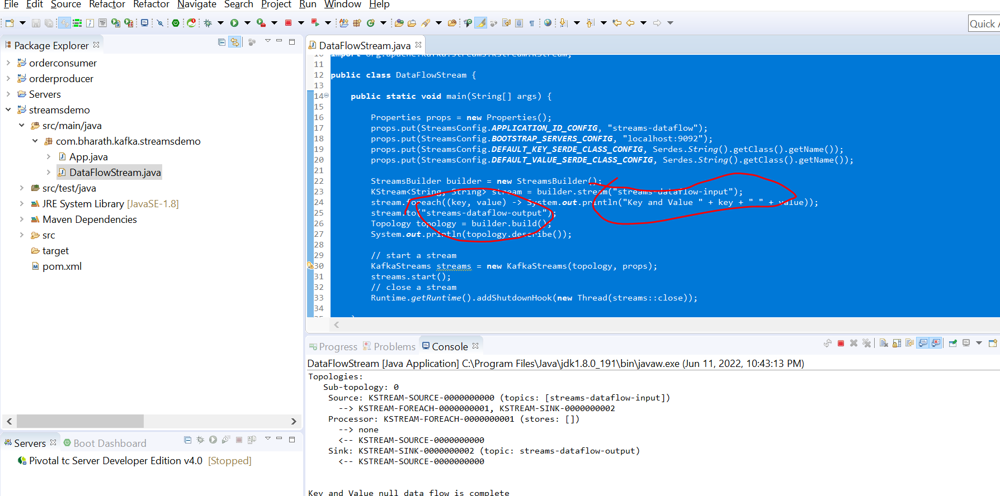 File Edit Source Refactor Refactor Navigate Search Project Run Window Help
Quick A
Package Explorer
orderconsumer
orderproducer
Servers
streamsdemo
src/main/java
com.bharath.kafka.streamsdemo
App.java
DataFlowStream.java
src/test/java
JRE System Library [JavaSE-1.8]
Maven Dependencies
src
target
pom.xml
Servers Boot Dashboard
Pivotal tc Server Developer Edition v4.0 [Stopped]
DataFlowStream.java
10 import org.apache.kafka.streams.kstream.KStream;
11
12 public class DataFlowStream {
13
14 public static void main(String[] args) {
15
16 Properties props = new Properties();
17 props.put(StreamsConfig.APPLICATION_ID_CONFIG, "streams-dataflow");
18 props.put(StreamsConfig.BOOTSTRAP_SERVERS_CONFIG, "localhost:9092");
19 props.put(StreamsConfig.DEFAULT_KEY_SERDE_CLASS_CONFIG, Serdes.String().getClass().getName());
20 props.put(StreamsConfig.DEFAULT_VALUE_SERDE_CLASS_CONFIG, Serdes.String().getClass().getName());
21
22 StreamsBuilder builder = new StreamsBuilder();
23 KStream<String, String> stream = builder.stream("streams-dataflow-input");
24 stream.foreach((key, value) -> System.out.println("Key and Value " + key + " " + value));
25 stream.to("streams-dataflow-output");
26 Topology topology = builder.build();
27 System.out.println(topology.describe());
28
29 // start a stream
30 KafkaStreams streams = new KafkaStreams(topology, props);
31 streams.start();
32 // close a stream
33 Runtime.getRuntime().addShutdownHook(new Thread(streams::close));
34
35 }
Progress Problems Console
DataFlowStream [Java Application] C:\Program Files\Java\jdk1.8.0_191\bin\javaw.exe (Jun 11, 2022, 10:43:13 PM)
Topologies:
Sub-topology: 0
Source: KSTREAM-SOURCE-0000000000 (topics: [streams-dataflow-input])
--> KSTREAM-FOREACH-0000000001, KSTREAM-SINK-0000000002
Processor: KSTREAM-FOREACH-0000000001 (stores: [])
--> none
<-- KSTREAM-SOURCE-0000000000
Sink: KSTREAM-SINK-0000000002 (topic: streams-dataflow-output)
<-- KSTREAM-SOURCE-0000000000
Key and Value null data flow is complete